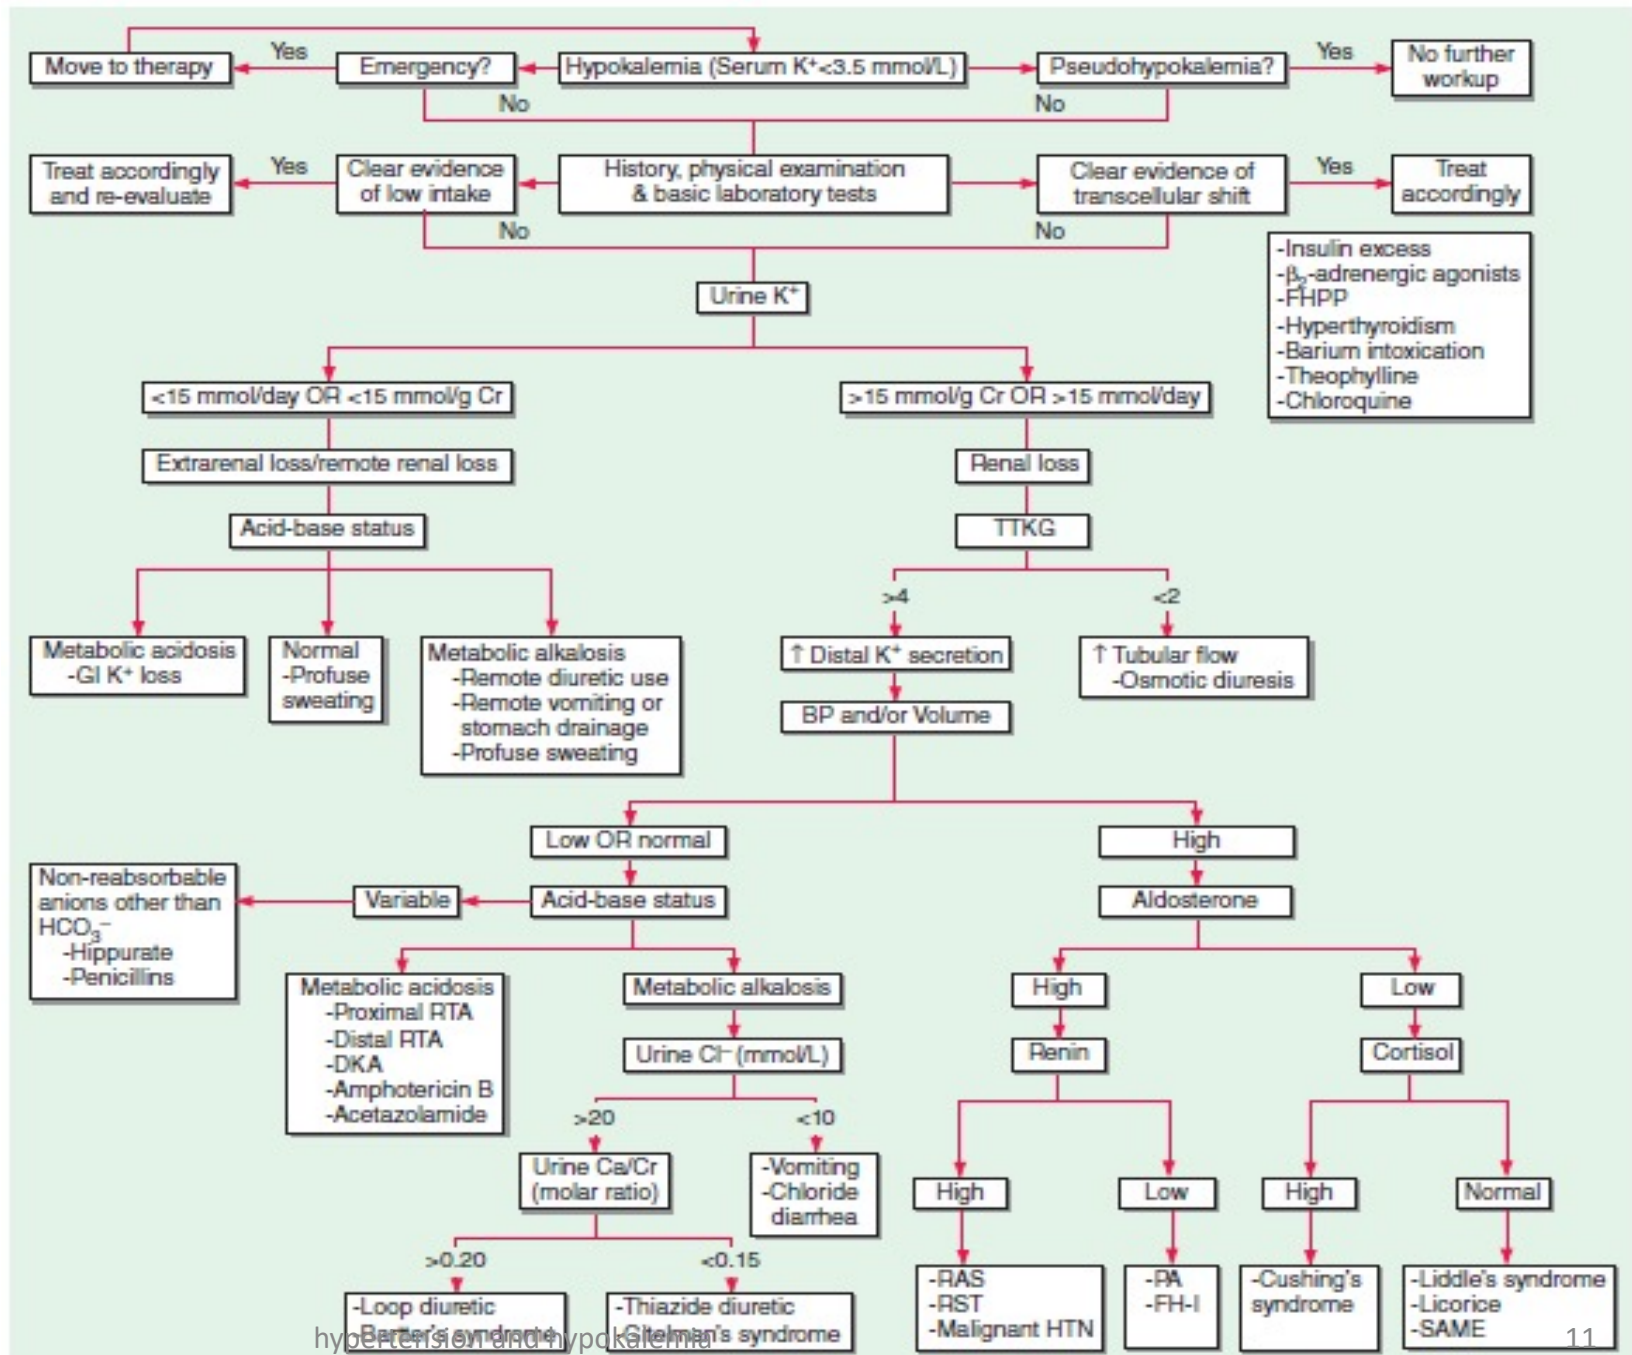 Move to therapy
Yes
Emergency?
Hypokalemia (Serum K⁺<3.5 mmol/L)
Pseudohypokalemia?
Yes
No further
workup
No
No
Treat accordingly
and re-evaluate
Yes
Clear evidence
of low intake
History, physical examination
& basic laboratory tests
Clear evidence of
transcellular shift
Yes
Treat
accordingly
No
No
-Insulin excess
-β₂-adrenergic agonists
-FHPP
-Hyperthyroidism
-Barium intoxication
-Theophylline
-Chloroquine
Urine K⁺
<15 mmol/day OR <15 mmol/g Cr
>15 mmol/g Cr OR >15 mmol/day
Extrarenal loss/remote renal loss
Renal loss
Acid-base status
TTKG
>4
<2
Metabolic acidosis
-GI K⁺ loss
Normal
-Profuse
sweating
Metabolic alkalosis
-Remote diuretic use
-Remote vomiting or
stomach drainage
-Profuse sweating
↑ Distal K⁺ secretion
↑ Tubular flow
-Osmotic diuresis
BP and/or Volume
Low OR normal
High
Non-reabsorbable
anions other than
HCO₃⁻
-Hippurate
-Penicillins
Variable
Acid-base status
Aldosterone
Metabolic acidosis
-Proximal RTA
-Distal RTA
-DKA
-Amphotericin B
-Acetazolamide
Metabolic alkalosis
High
Low
Urine Cl⁻ (mmol/L)
Renin
Cortisol
>20
<10
Urine Ca/Cr
(molar ratio)
-Vomiting
-Chloride
diarrhea
High
Low
High
Normal
>0.20
<0.15
-Loop diuretic
-Bartter's syndrome
-Thiazide diuretic
-Gitelman's syndrome
-RAS
-RST
-Malignant HTN
-PA
-FH-I
-Cushing's
syndrome
-Liddle's syndrome
-Licorice
-SAME
hypertension and hypokalemia
11